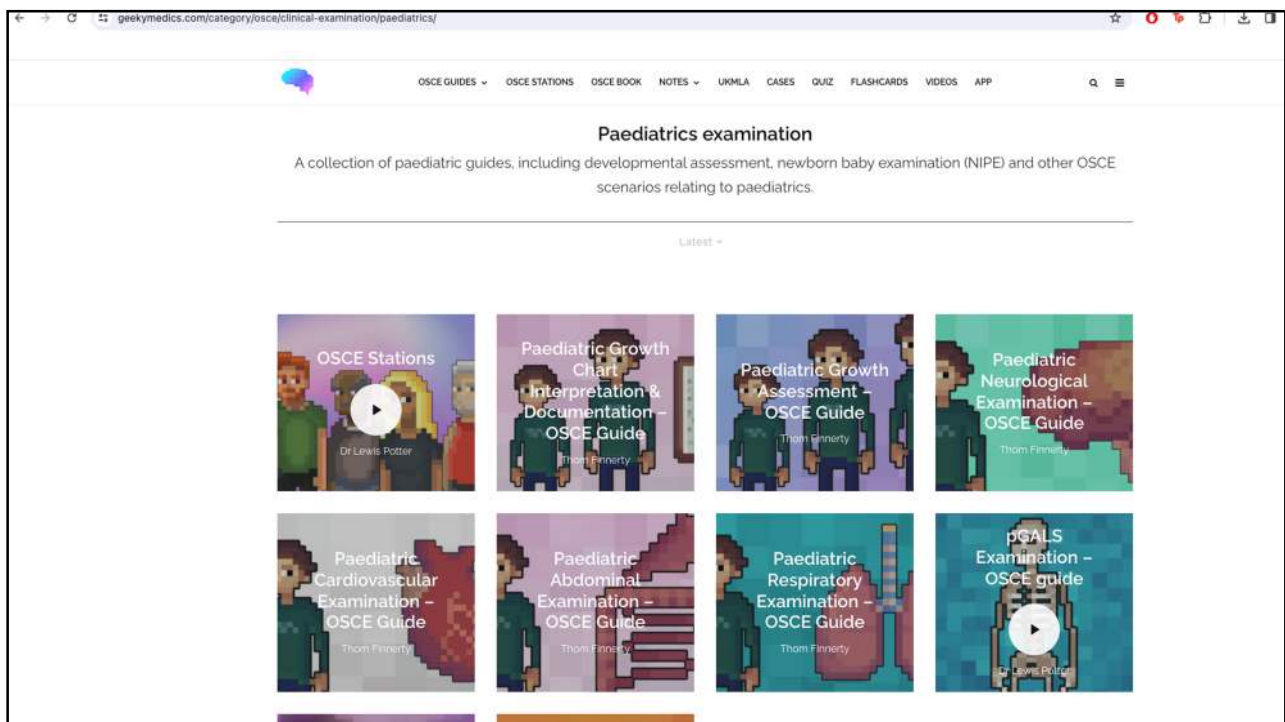 geekymedics.com/category/osce/clinical-examination/paediatrics/
OSCE GUIDES
OSCE STATIONS
OSCE BOOK
NOTES
UKMLA
CASES
QUIZ
FLASHCARDS
VIDEOS
APP
Paediatrics examination
A collection of paediatric guides, including developmental assessment, newborn baby examination (NIPE) and other OSCE
scenarios relating to paediatrics.
Latest
OSCE Stations
Dr Lewis Potter
Paediatric Growth
Chart
Interpretation &
Documentation –
OSCE Guide
Thom Finnerty
Paediatric Growth
Assessment –
OSCE Guide
Thom Finnerty
Paediatric
Neurological
Examination –
OSCE Guide
Thom Finnerty
Paediatric
Cardiovascular
Examination –
OSCE Guide
Thom Finnerty
Paediatric
Abdominal
Examination –
OSCE Guide
Thom Finnerty
Paediatric
Respiratory
Examination –
OSCE Guide
Thom Finnerty
pGALS
Examination –
OSCE guide
Dr Lewis Potter